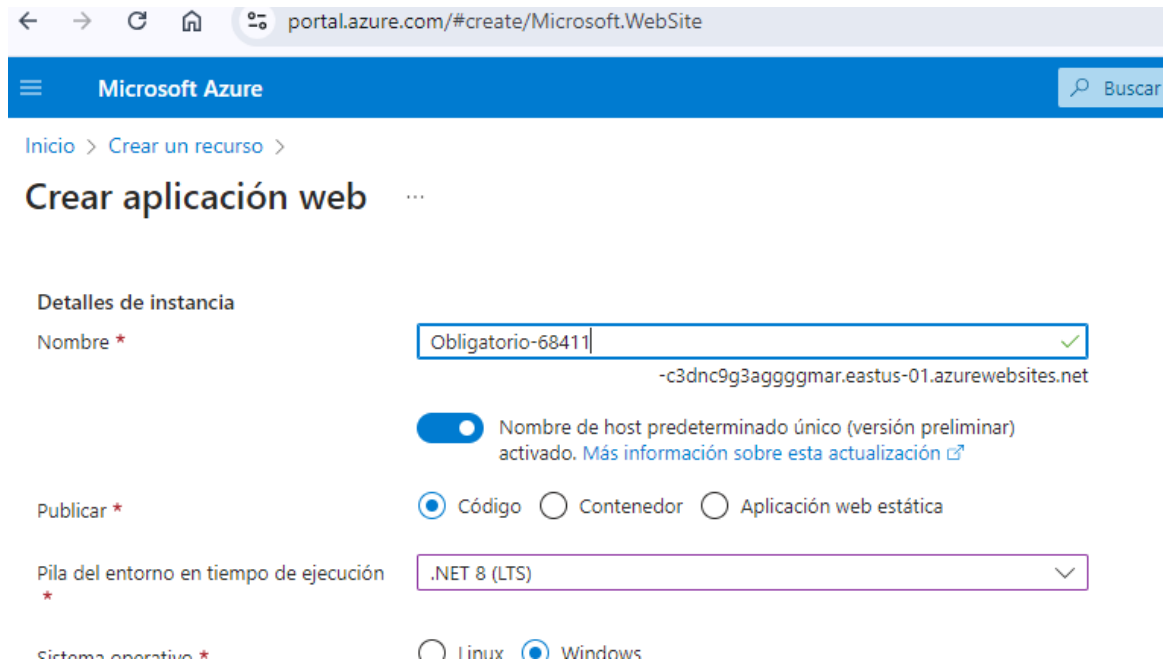 portal.azure.com/#create/Microsoft.WebSite
Microsoft Azure
Buscar
Inicio > Crear un recurso >
Crear aplicación web ...
Detalles de instancia
Nombre * Obligatorio-68411
-c3dnc9g3aggggmar.eastus-01.azurewebsites.net
Nombre de host predeterminado único (versión preliminar)
activado. Más información sobre esta actualización
Publicar * Código Contenedor Aplicación web estática
Pila del entorno en tiempo de ejecución .NET 8 (LTS)
*
Sistema operativo * Linux Windows